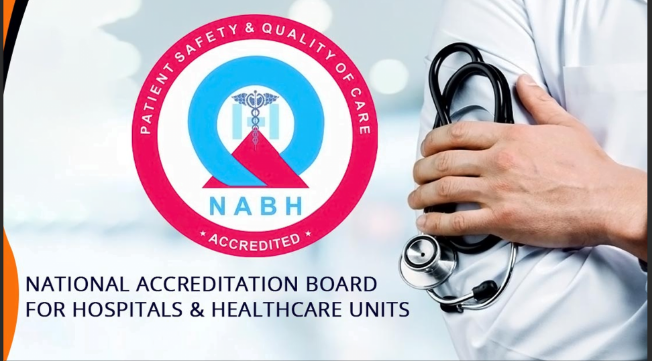 PATIENT SAFETY & QUALITY OF CARE
H
NABH
* ACCREDITED *
NATIONAL ACCREDITATION BOARD
FOR HOSPITALS & HEALTHCARE UNITS